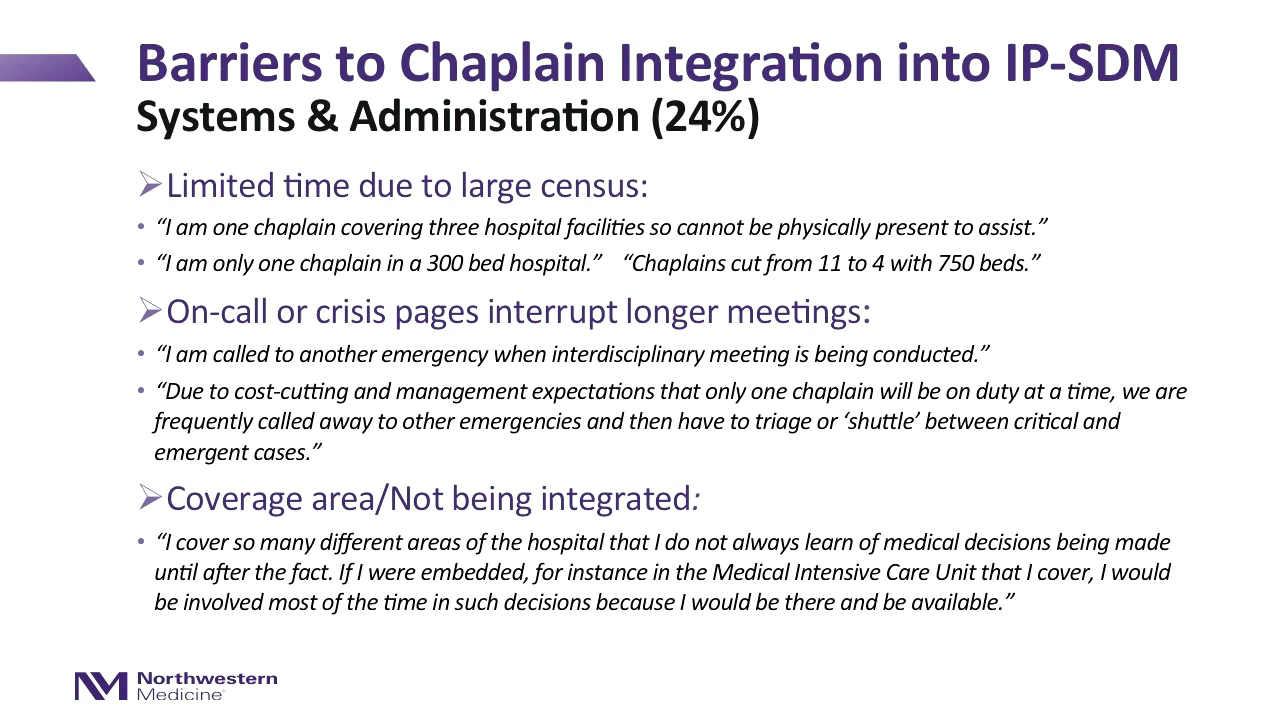 Barriers to Chaplain Integration into IP-SDM
Systems & Administration (24%)
➢Limited time due to large census:
• “I am one chaplain covering three hospital facilities so cannot be physically present to assist.”
• “I am only one chaplain in a 300 bed hospital.” “Chaplains cut from 11 to 4 with 750 beds.”
➢On-call or crisis pages interrupt longer meetings:
• “I am called to another emergency when interdisciplinary meeting is being conducted.”
• “Due to cost-cutting and management expectations that only one chaplain will be on duty at a time, we are
frequently called away to other emergencies and then have to triage or ‘shuttle’ between critical and
emergent cases.”
➢Coverage area/Not being integrated:
• “I cover so many different areas of the hospital that I do not always learn of medical decisions being made
until after the fact. If I were embedded, for instance in the Medical Intensive Care Unit that I cover, I would
be involved most of the time in such decisions because I would be there and be available.”
NM Northwestern
Medicine